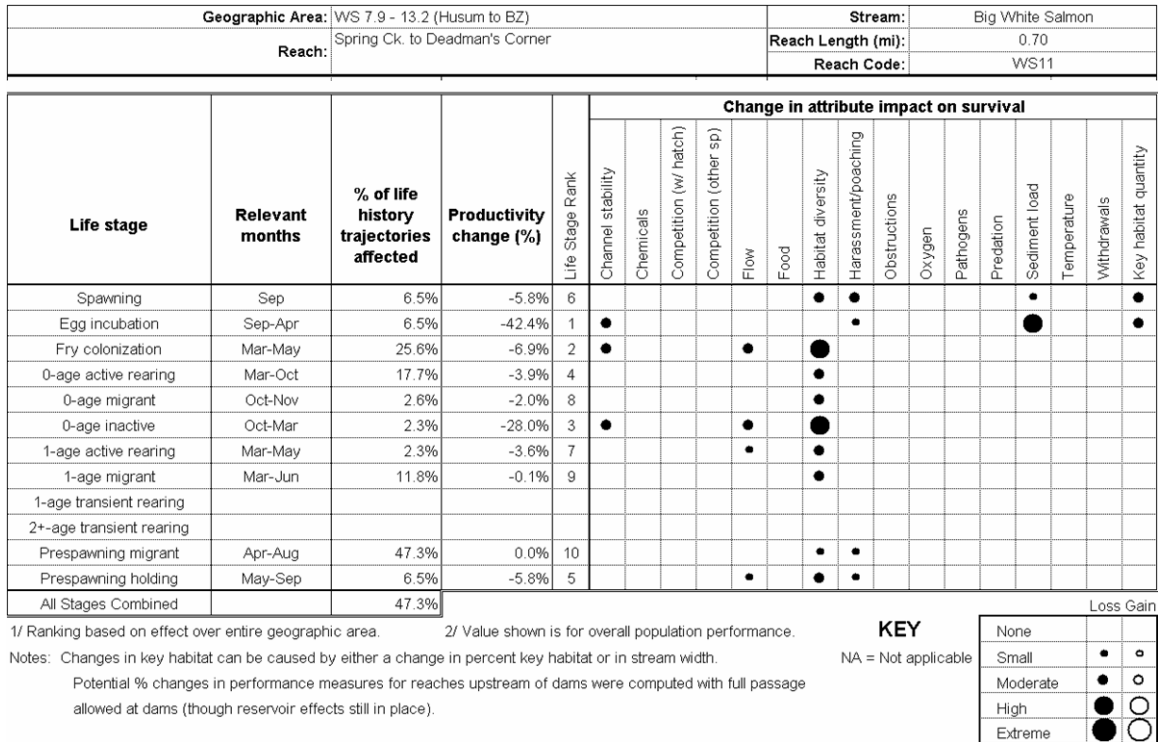 Geographic Area: WS 7.9 - 13.2 (Husum to BZ) Stream: Big White Salmon
Reach: Spring Ck. to Deadman's Corner Reach Length (mi): 0.70
Reach Code: WS11
Change in attribute impact on survival
Life stage
Relevant months
% of life history trajectories affected
Productivity change (%)
Life Stage Rank
Channel stability
Chemicals
Competition (w/ hatch)
Competition (other sp)
Flow
Food
Habitat diversity
Harassment/poaching
Obstructions
Oxygen
Pathogens
Predation
Sediment load
Temperature
Withdrawals
Key habitat quantity
Spawning Sep 6.5% -5.8% 6
Egg incubation Sep-Apr 6.5% -42.4% 1
Fry colonization Mar-May 25.6% -6.9% 2
0-age active rearing Mar-Oct 17.7% -3.9% 4
0-age migrant Oct-Nov 2.6% -2.0% 8
0-age inactive Oct-Mar 2.3% -28.0% 3
1-age active rearing Mar-May 2.3% -3.6% 7
1-age migrant Mar-Jun 11.8% -0.1% 9
1-age transient rearing
2+-age transient rearing
Prespawning migrant Apr-Aug 47.3% 0.0% 10
Prespawning holding May-Sep 6.5% -5.8% 5
All Stages Combined 47.3%
Loss Gain
1/ Ranking based on effect over entire geographic area. 2/ Value shown is for overall population performance. KEY None
Notes: Changes in key habitat can be caused by either a change in percent key habitat or in stream width. NA = Not applicable Small
Potential % changes in performance measures for reaches upstream of dams were computed with full passage Moderate
allowed at dams (though reservoir effects still in place). High
Extreme